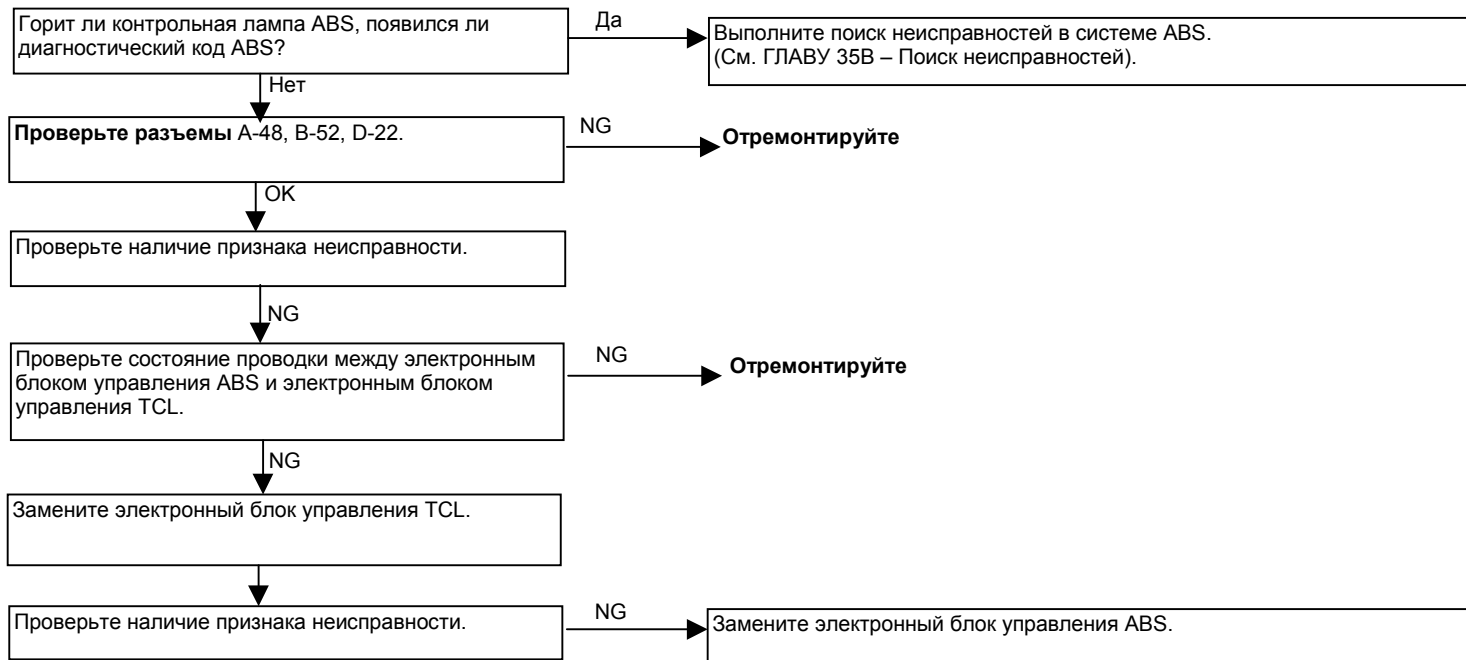 Горит ли контрольная лампа ABS, появился ли
диагностический код ABS?
Да
Выполните поиск неисправностей в системе ABS.
(См. ГЛАВУ 35В – Поиск неисправностей).
Нет
Проверьте разъемы А-48, В-52, D-22.
NG
Отремонтируйте
OK
Проверьте наличие признака неисправности.
NG
Проверьте состояние проводки между электронным
блоком управления ABS и электронным блоком
управления TCL.
NG
Отремонтируйте
NG
Замените электронный блок управления TCL.
Проверьте наличие признака неисправности.
NG
Замените электронный блок управления ABS.